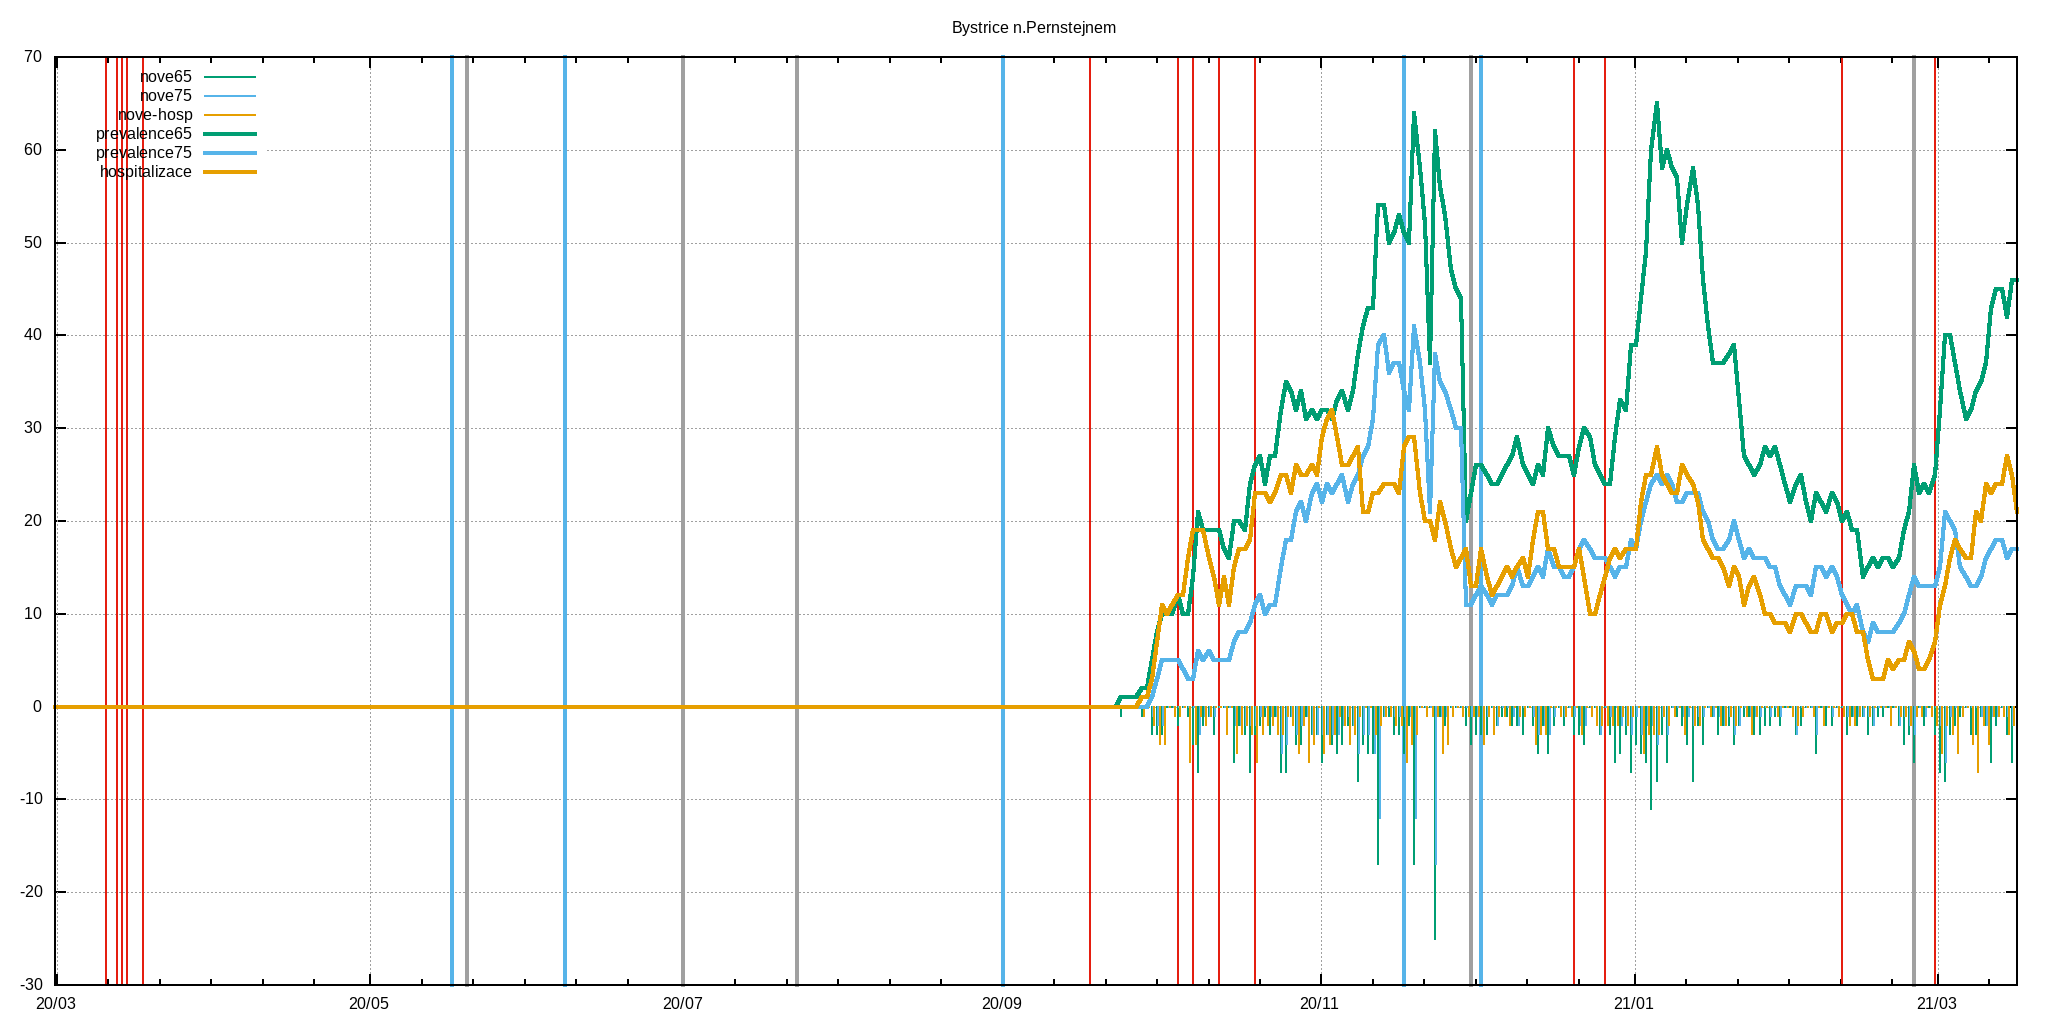 Bystrice n.Pernstejnem
70
60
50
40
30
20
10
0
-10
-20
-30
nove65
nove75
nove-hosp
prevalence65
prevalence75
hospitalizace
20/03 20/05 20/07 20/09 20/11 21/01 21/03